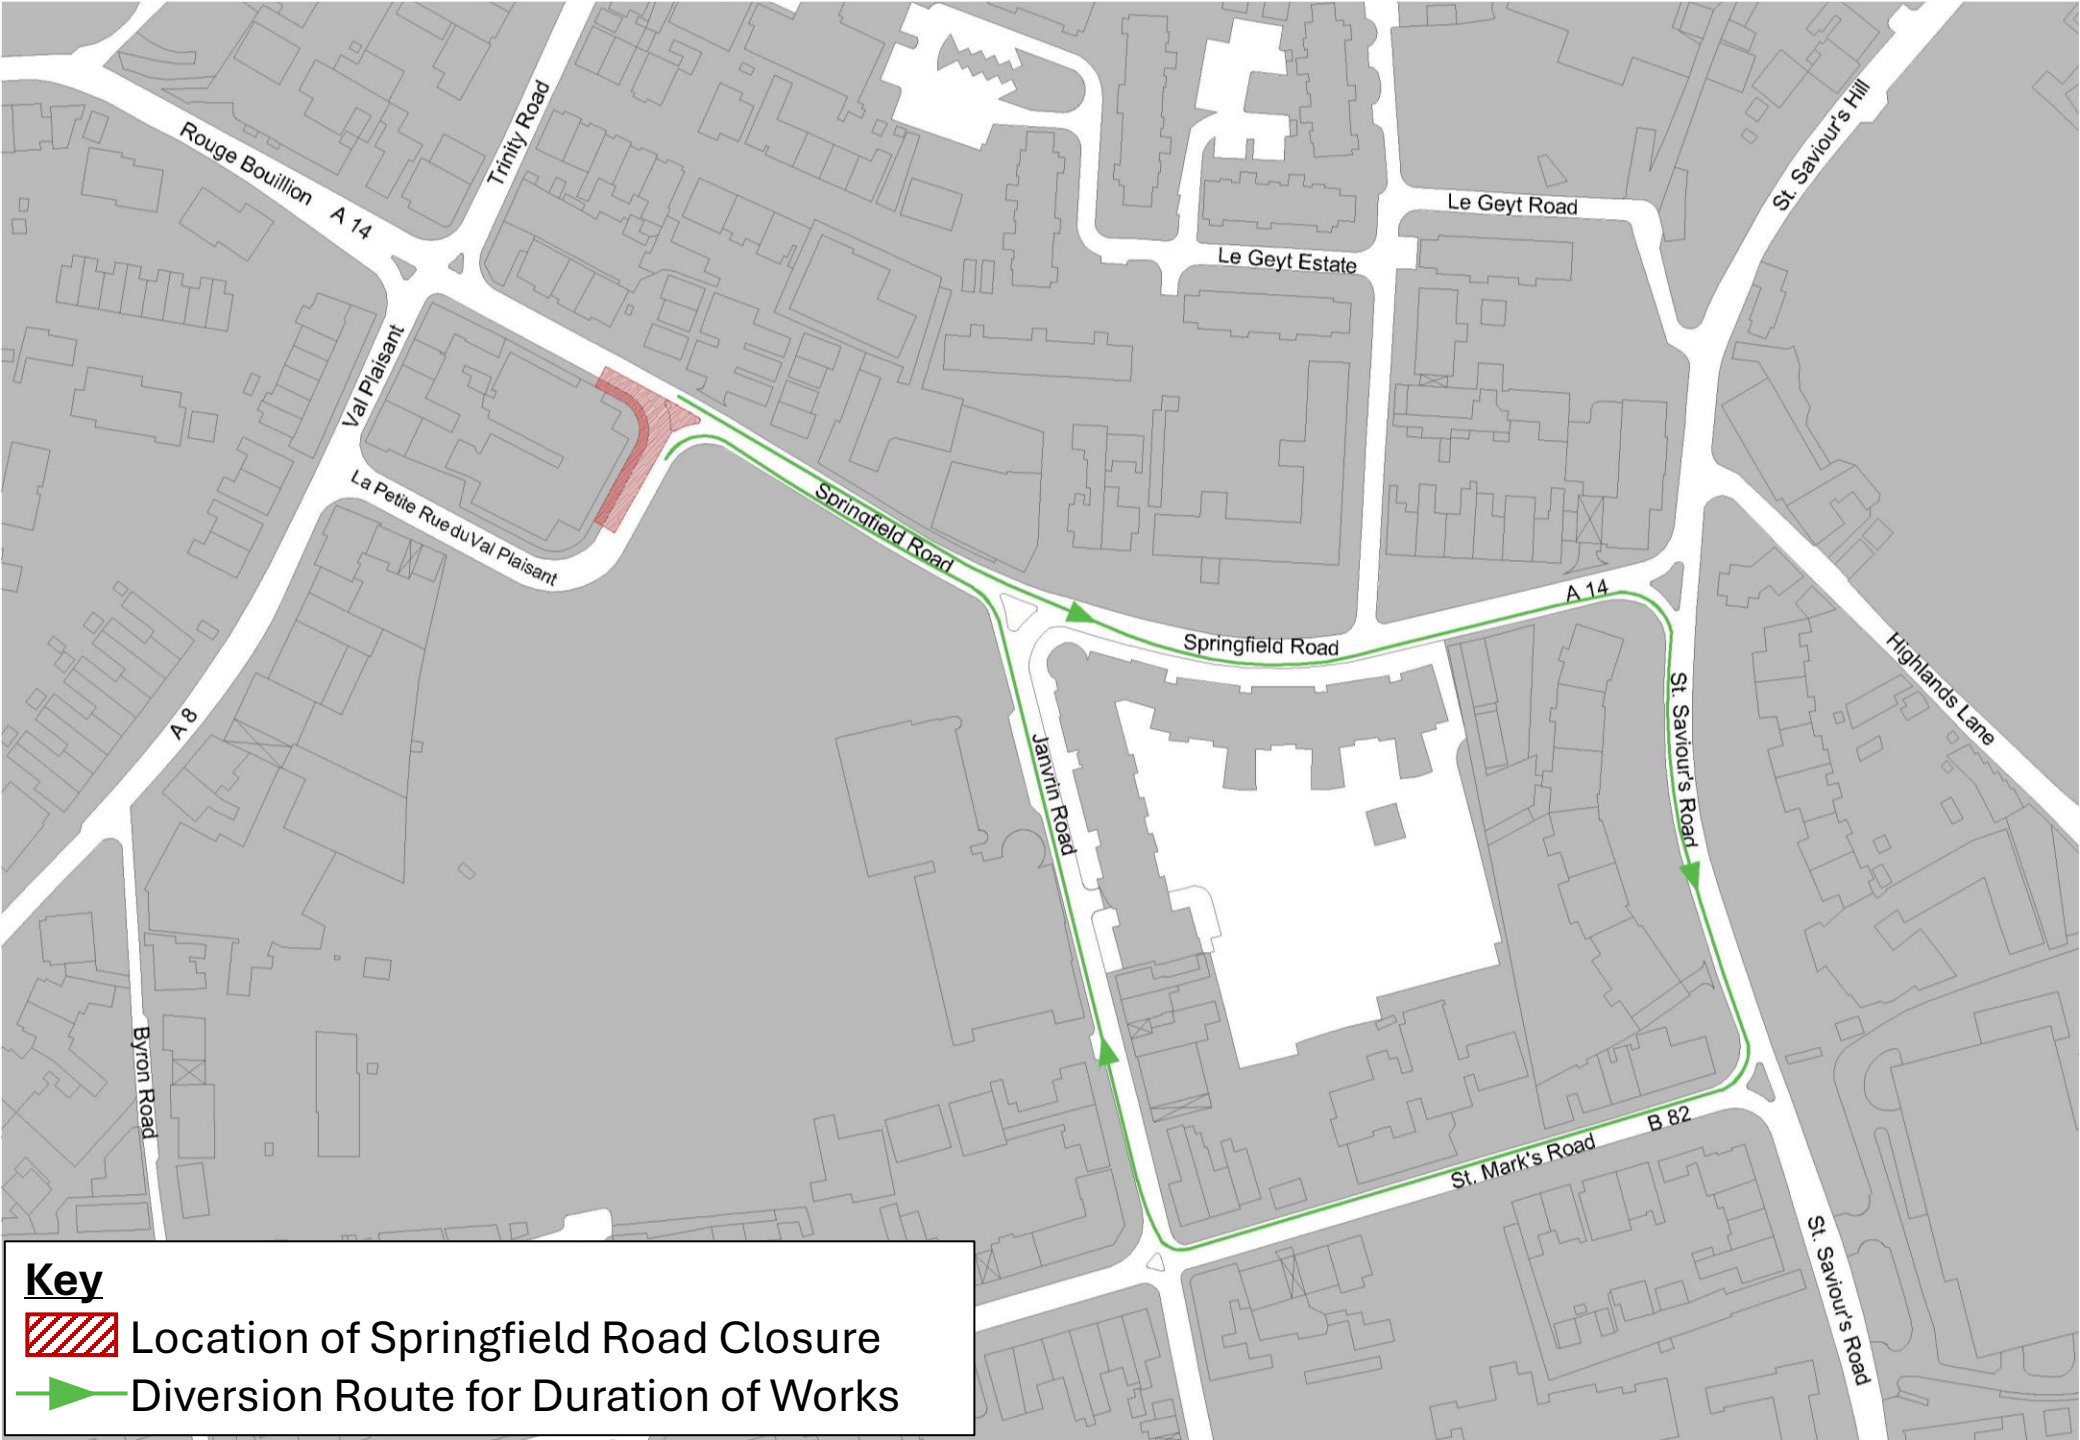 Trinity Road
St. Saviour's Hill
Rouge Bouillion
A 14
Le Geyt Road
Le Geyt Estate
Val Plaisant
La Petite Rue du Val Plaisant
Springfield Road
A 14
Springfield Road
Highlands Lane
St. Saviour's Road
A 8
Janvrin Road
Byron Road
B 82
St. Mark's Road
St. Saviour's Road
Key
Location of Springfield Road Closure
Diversion Route for Duration of Works